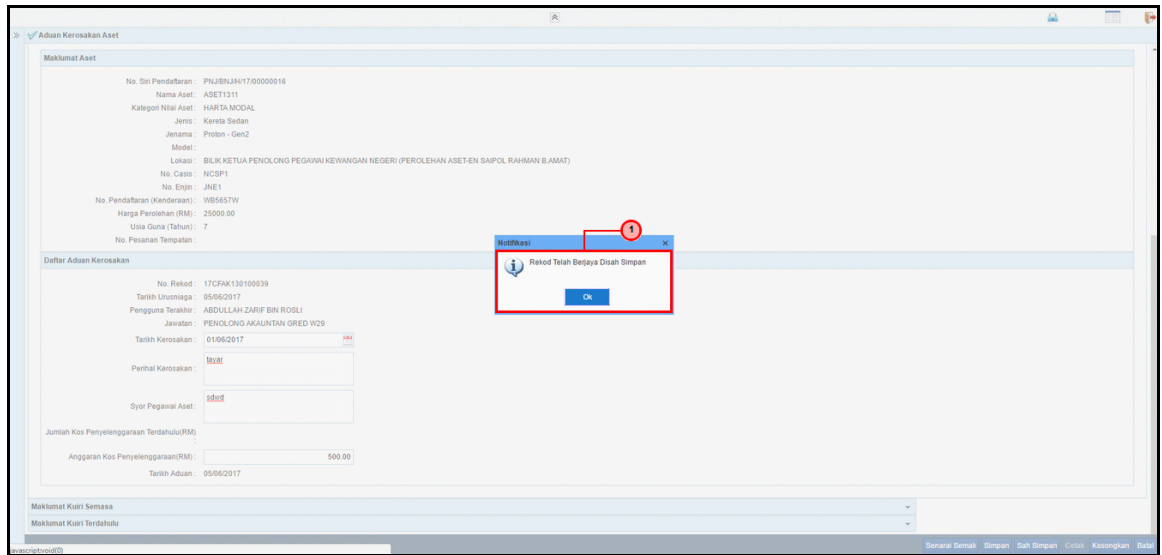 Aduan Kerosakan Aset
Maklumat Aset
No. Siri Pendaftaran : PNJ/BNJ/H/17/00000016
Nama Aset : ASET1311
Kategori Nilai Aset : HARTA MODAL
Jenis : Kereta Sedan
Jenama : Proton - Gen2
Model :
Lokasi : BILIK KETUA PENOLONG PEGAWAI KEWANGAN NEGERI (PEROLEHAN ASET-EN SAIPOL RAHMAN B.AMAT)
No. Casis : NCSP1
No. Enjin : JNE1
No. Pendaftaran (Kenderaan) : WB5657W
Harga Perolehan (RM) : 25000.00
Usia Guna (Tahun) : 7
No. Pesanan Tempatan :
1
Notifikasi x
Rekod Telah Berjaya Disah Simpan
Ok
Daftar Aduan Kerosakan
No. Rekod : 17CFAK130100039
Tarikh Urusniaga : 05/06/2017
Pengguna Terakhir : ABDULLAH ZARIF BIN ROSLI
Jawatan : PENOLONG AKAUNTAN GRED W29
Tarikh Kerosakan : 01/06/2017
Perihal Kerosakan : tayar
Syor Pegawai Aset : sdwd
Jumlah Kos Penyelenggaraan Terdahulu(RM)
:
Anggaran Kos Penyelenggaraan(RM) : 500.00
Tarikh Aduan : 05/06/2017
Maklumat Kuiri Semasa
Maklumat Kuiri Terdahulu
avascript:void(0)
Senarai Semak Simpan Sah Simpan Cetak Kosongkan Batal